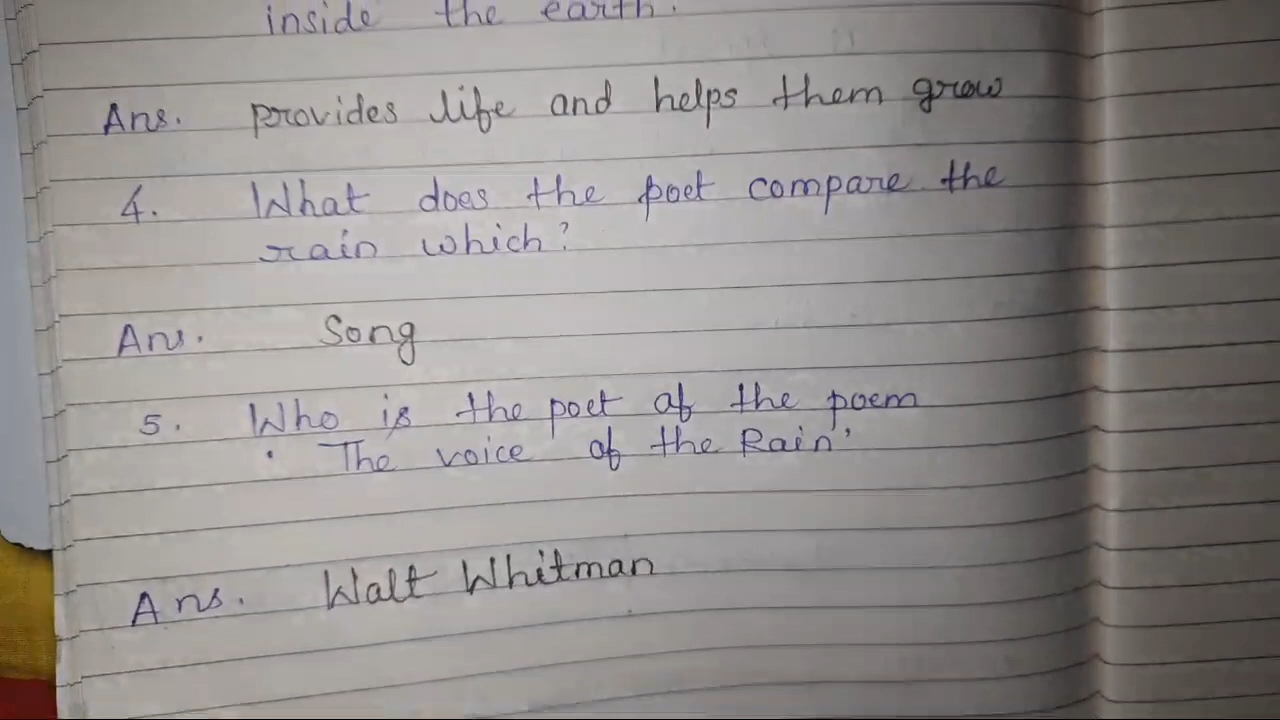 inside the earth.
Ans. provides life and helps them grow
4. What does the poet compare the
rain which?
Ans. Song
5. Who is the poet of the poem
' The voice of the Rain'
Ans. Walt Whitman